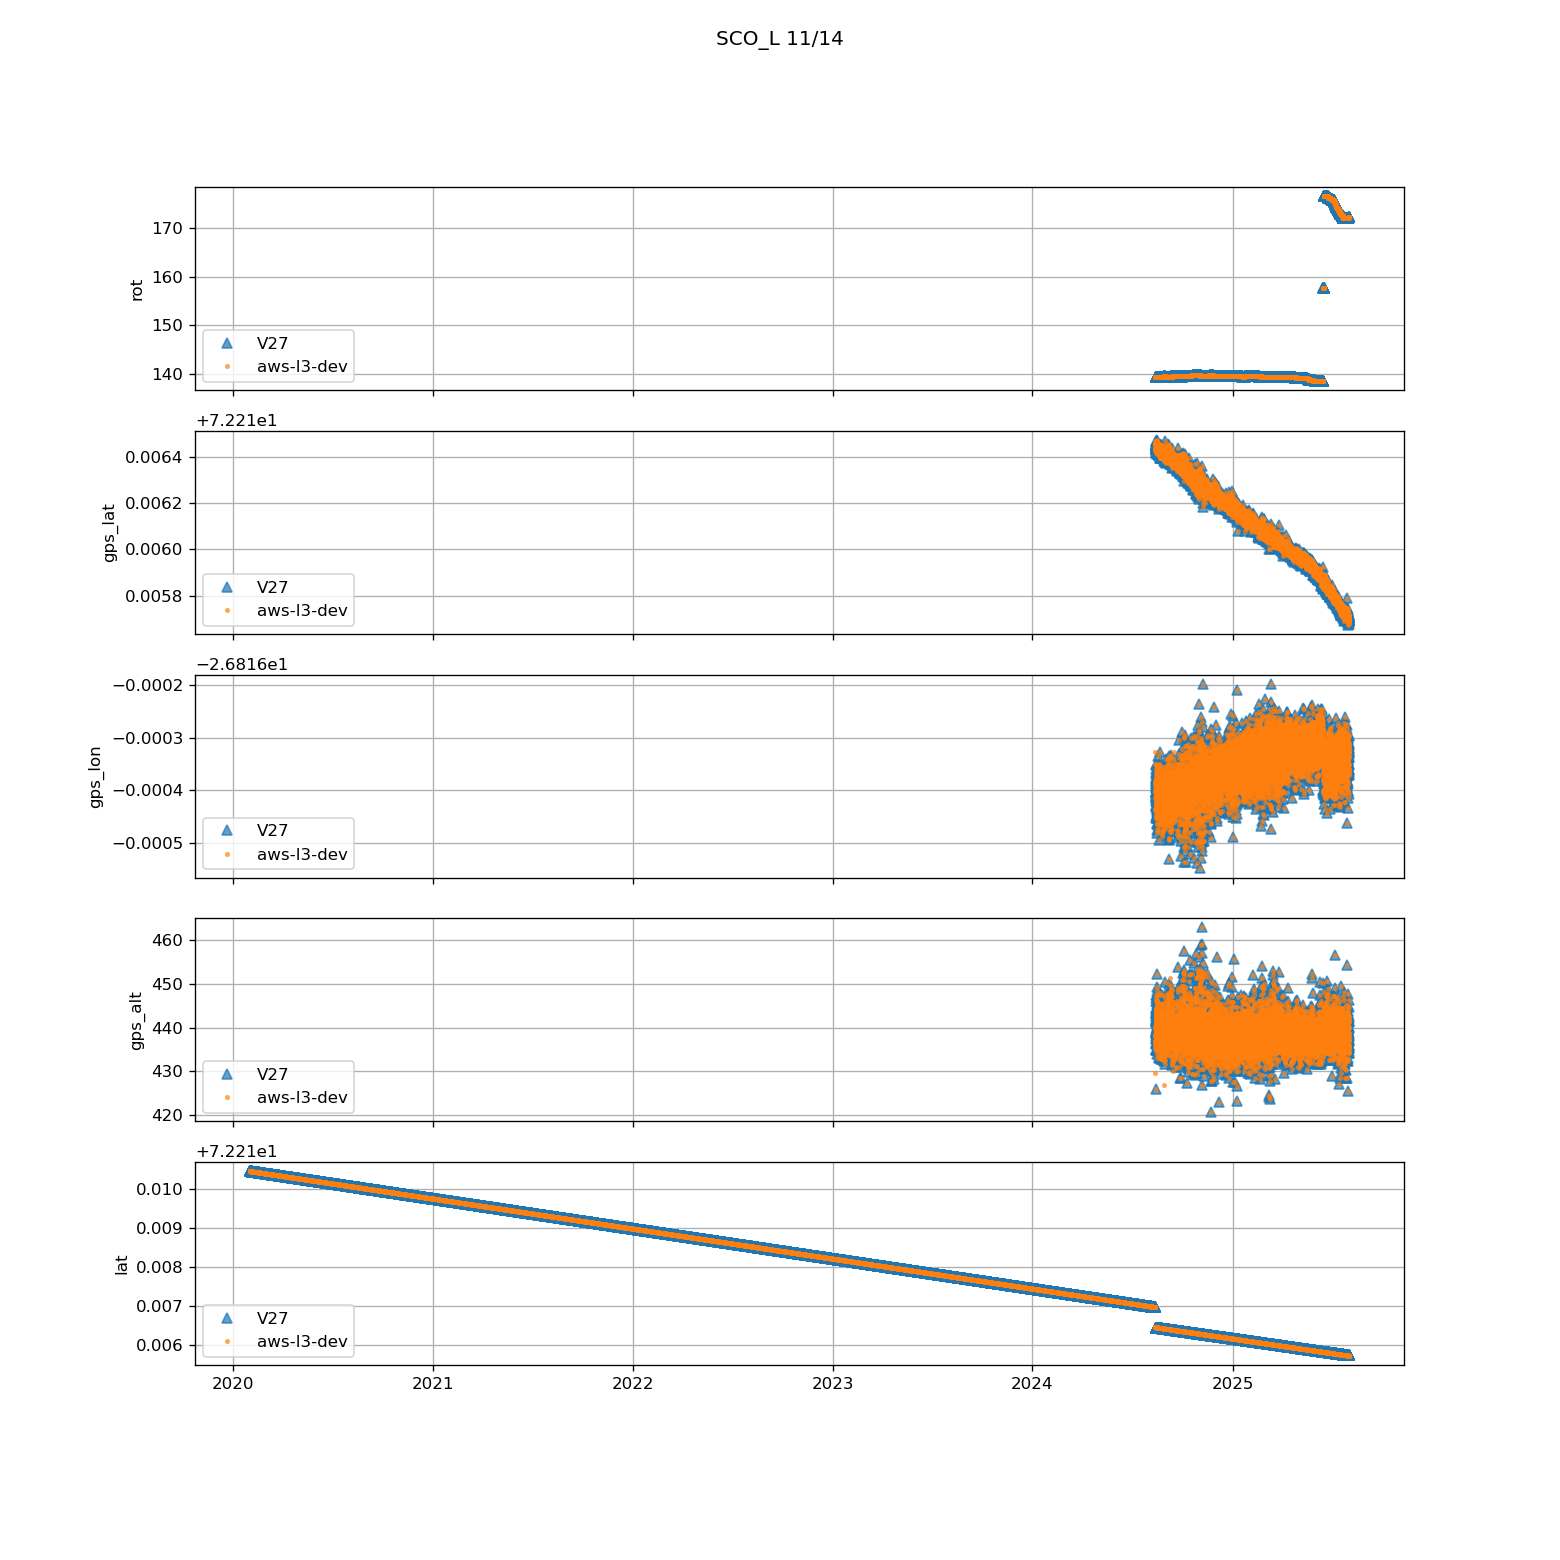 SCO_L 11/14
170
160
150
140
rot
V27
aws-l3-dev
+7.221e1
0.0064
0.0062
0.0060
0.0058
gps_lat
V27
aws-l3-dev
−2.6816e1
−0.0002
−0.0003
−0.0004
−0.0005
gps_lon
V27
aws-l3-dev
460
450
440
430
420
gps_alt
V27
aws-l3-dev
+7.221e1
0.010
0.009
0.008
0.007
0.006
lat
V27
aws-l3-dev
2020 2021 2022 2023 2024 2025